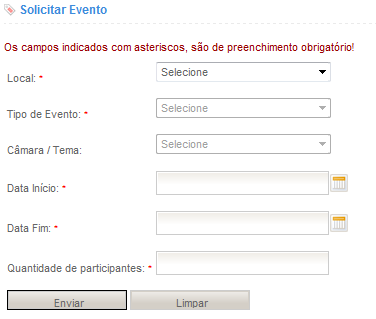 Solicitar Evento
Os campos indicados com asteriscos, são de preenchimento obrigatório!
Local: * Selecione
Tipo de Evento: * Selecione
Câmara / Tema: Selecione
Data Início: *
Data Fim: *
Quantidade de participantes: *
Enviar Limpar